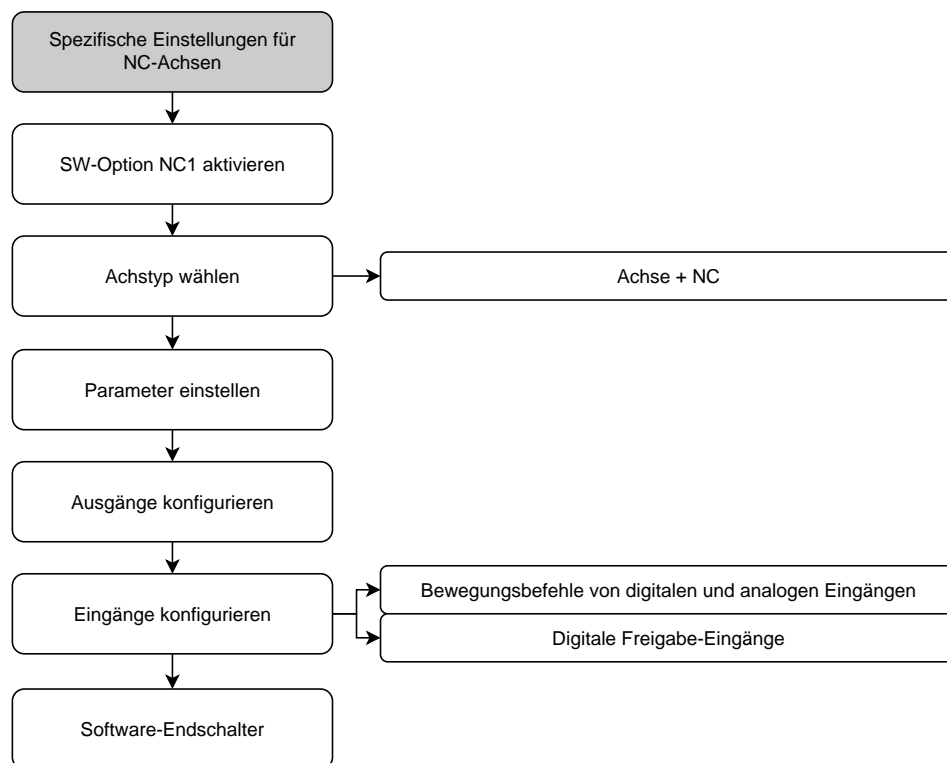 Spezifische Einstellungen für
NC-Achsen
SW-Option NC1 aktivieren
Achstyp wählen
Achse + NC
Parameter einstellen
Ausgänge konfigurieren
Eingänge konfigurieren
Bewegungsbefehle von digitalen und analogen Eingängen
Digitale Freigabe-Eingänge
Software-Endschalter